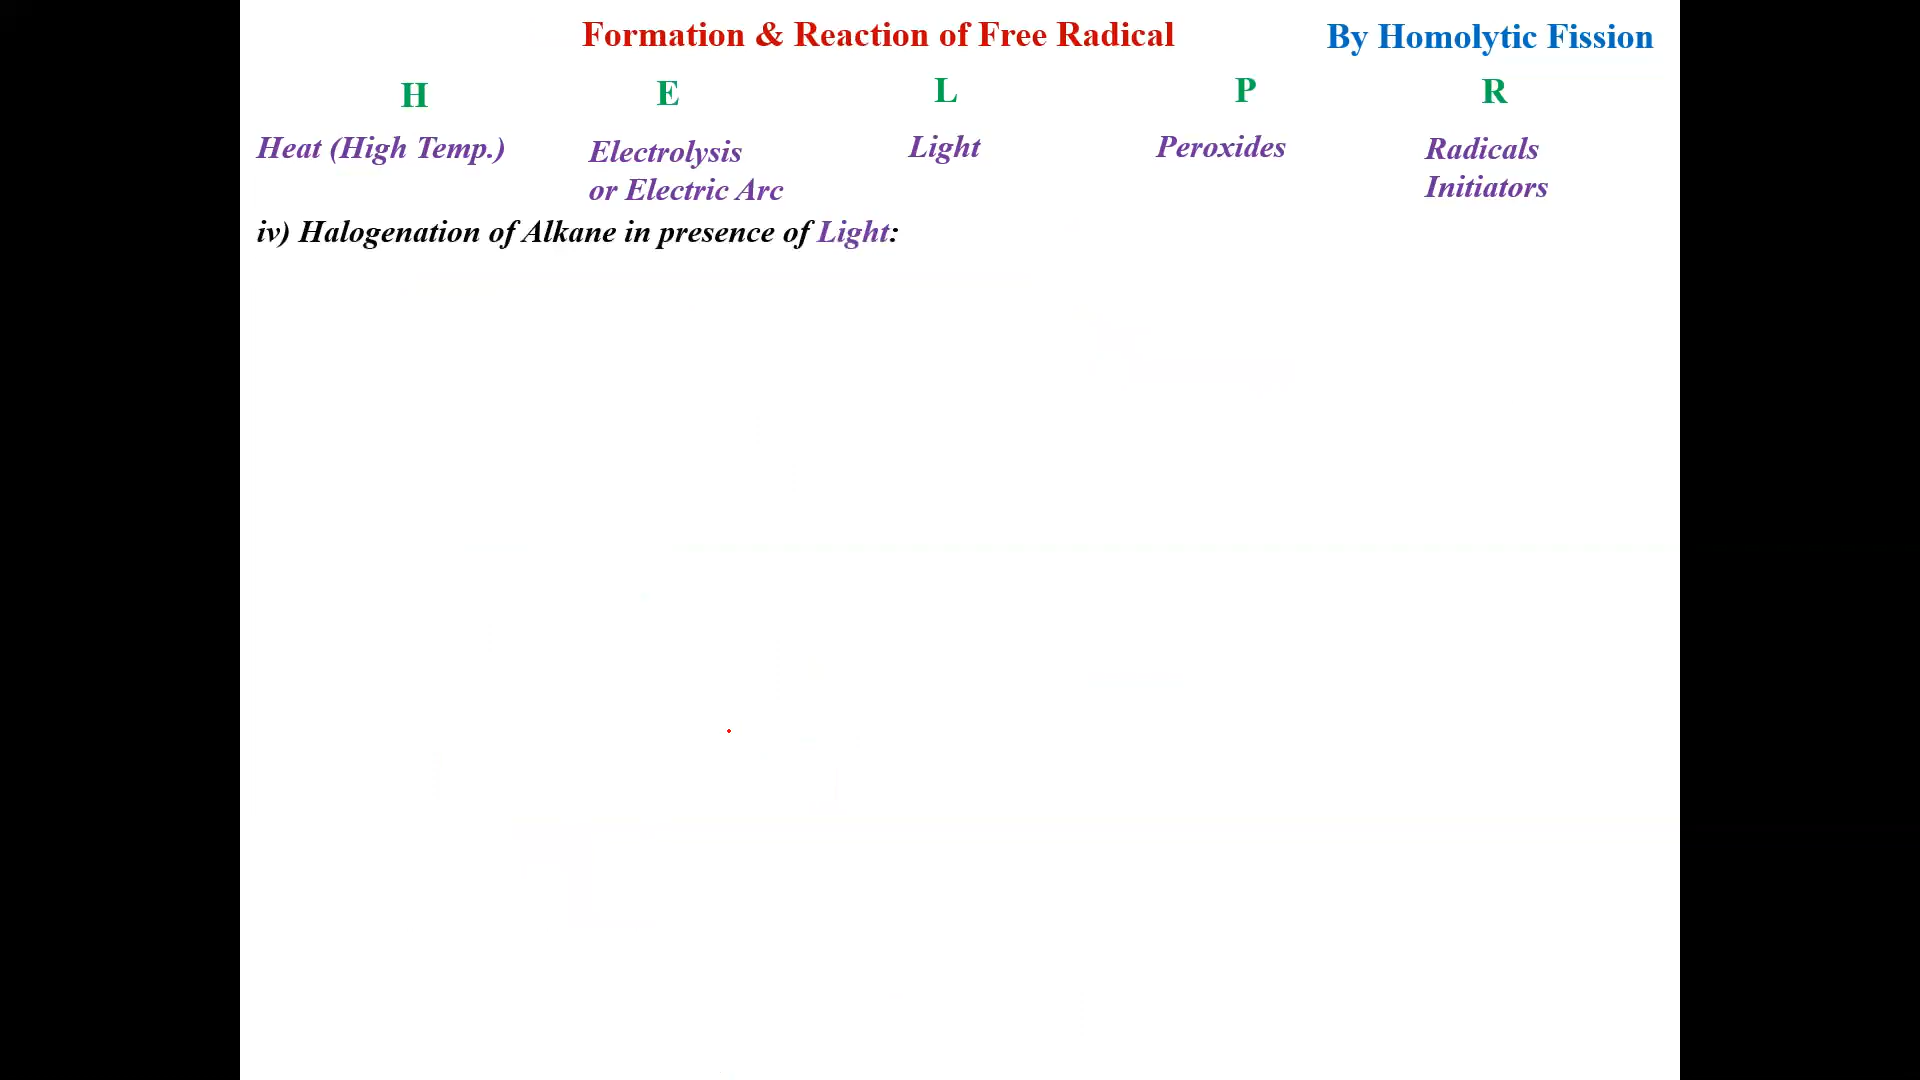 Formation & Reaction of Free Radical
By Homolytic Fission
H E L P R
Heat (High Temp.)
Electrolysis
or Electric Arc
Light
Peroxides
Radicals
Initiators
iv) Halogenation of Alkane in presence of Light: